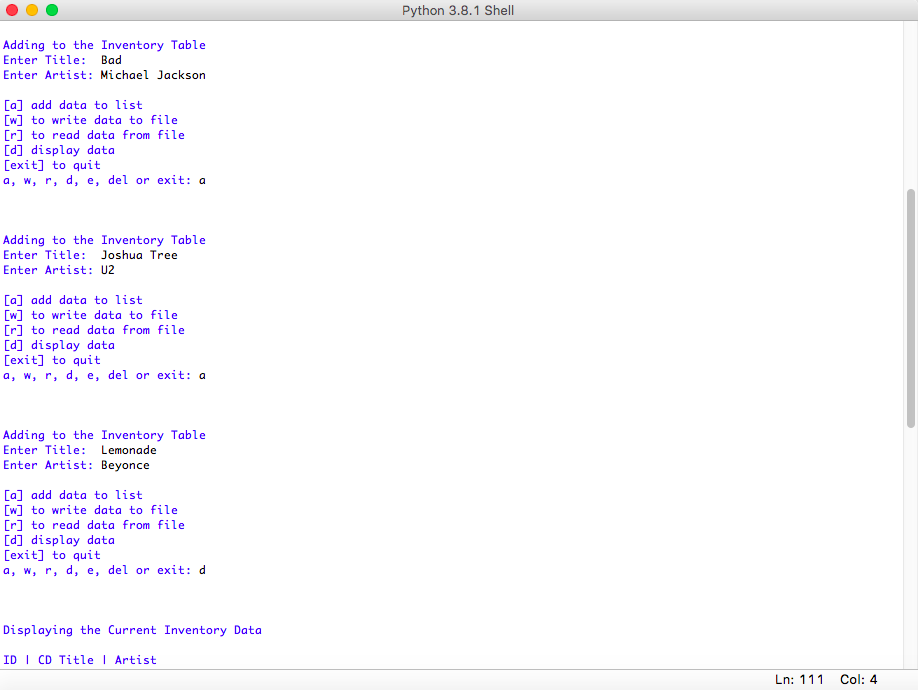 Python 3.8.1 Shell
Adding to the Inventory Table
Enter Title:  Bad
Enter Artist: Michael Jackson
[a] add data to list
[w] to write data to file
[r] to read data from file
[d] display data
[exit] to quit
a, w, r, d, e, del or exit: a
Adding to the Inventory Table
Enter Title:  Joshua Tree
Enter Artist: U2
[a] add data to list
[w] to write data to file
[r] to read data from file
[d] display data
[exit] to quit
a, w, r, d, e, del or exit: a
Adding to the Inventory Table
Enter Title:  Lemonade
Enter Artist: Beyonce
[a] add data to list
[w] to write data to file
[r] to read data from file
[d] display data
[exit] to quit
a, w, r, d, e, del or exit: d
Displaying the Current Inventory Data
ID | CD Title | Artist
Ln: 111 Col: 4